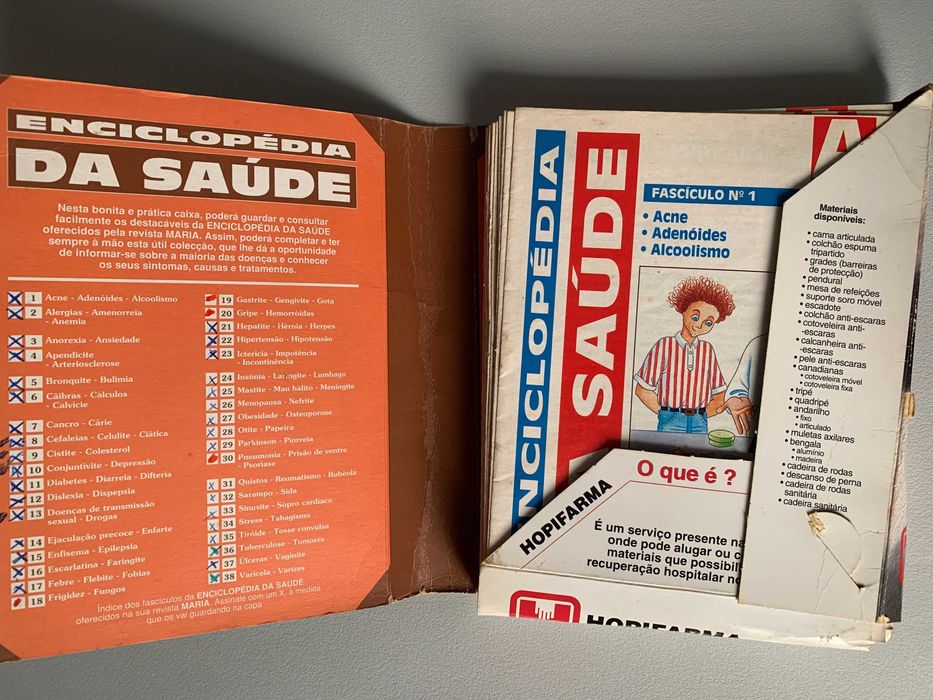 ENCICLOPÉDIA
DA SAÚDE
Nesta bonita e prática caixa, poderá guardar e consultar
facilmente os destacáveis da ENCICLOPÉDIA DA SAUDE
oferecidos pela revista MARIA. Assim, poderá completar e ter
sempre à mão esta útil colecção, que lhe dá a oportunidade
de informar-se sobre a maioria das doenças e conhecer
os seus sintomas, causas e tratamentos.
1 Acne - Adenóides - Alcoolismo
2 Alergias - Amenorreia
- Anemia
3 Anorexia - Ansiedade
4 Apendicite
- Arteriosclerose
5 Bronquite - Bulimia
6 Cãibras - Cálculos
- Calvície
7 Cancro - Cárie
8 Cefaleias - Celulite - Ciática
9 Cistite - Colesterol
10 Conjuntivite - Depressão
11 Diabetes - Diarreia - Difteria
12 Dislexia - Dispepsia
13 Doenças de transmissão
sexual - Drogas
14 Ejaculação precoce - Enfarte
15 Enfisema - Epilepsia
16 Escarlatina - Faringite
17 Febre - Flebite - Fobias
18 Frigidez - Fungos
19 Gastrite - Gengivite - Gota
20 Gripe - Hemorróidas
21 Hepatite - Hérnia - Herpes
22 Hipertensão - Hipotensão
23 Icterícia - Impotência
- Incontinência
24 Insónia - Laringite - Lumbago
25 Mastite - Mau hálito - Meningite
26 Menopausa - Nefrite
27 Obesidade - Osteoporose
28 Otite - Papeira
29 Parkinson - Piorreia
30 Pneumonia - Prisão de ventre
- Psoríase
31 Quistos - Reumatismo - Rubéola
32 Sarampo - Sida
33 Sinusite - Sopro cardíaco
34 Stress - Tabagismo
35 Tiróide - Tosse convulsa
36 Tuberculose - Tumores
37 Úlceras - Vaginite
38 Varicela - Varizes
Índice dos fascículos da ENCICLOPÉDIA DA SAUDE
oferecidos na sua revista MARIA. Assinale com um X, à medida
que os vai guardando na capa
ENCICLOPÉDIA
SAÚDE
A
FASCÍCULO Nº 1
• Acne
• Adenóides
• Alcoolismo
O que é ?
HOPIFARMA
É um serviço presente na
onde pode alugar ou c
materiais que possibil
recuperação hospitalar no
HOPIFARMA
Materiais
disponíveis:
• cama articulada
• colchão espuma
tripartido
• grades (barreiras
de protecção)
• pendural
• mesa de refeições
• suporte soro móvel
• escadote
• colchão anti-escaras
• cotoveleira anti-
-escaras
• calcanheira anti-
-escaras
• pele anti-escaras
• canadianas
• cotoveleira móvel
• cotoveleira fixa
• tripé
• quadripé
• andarilho
• fixo
• articulado
• muletas axilares
• bengala
• alumínio
• madeira
• cadeira de rodas
• descanso de perna
• cadeira de rodas
sanitária
• cadeira sanitária